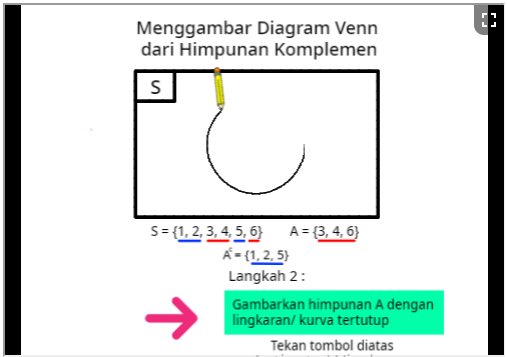 Menggambar Diagram Venn
dari Himpunan Komplemen
S
S = {1, 2, 3, 4, 5, 6} A = {3, 4, 6}
Aᶜ = {1, 2, 5}
Langkah 2 :
Gambarkan himpunan A dengan
lingkaran/ kurva tertutup
Tekan tombol diatas